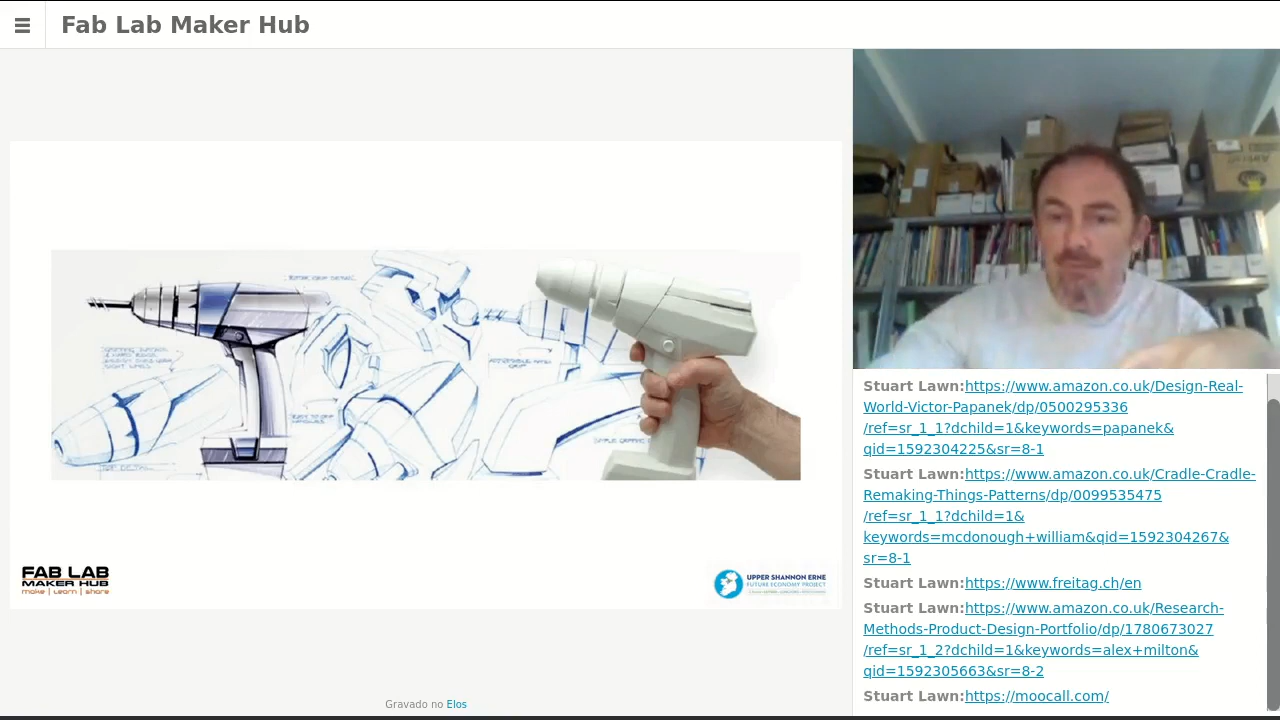 Fab Lab Maker Hub
FAB LAB
MAKER HUB
make | learn | share
UPPER SHANNON ERNE
FUTURE ECONOMY PROJECT
Stuart Lawn:https://www.amazon.co.uk/Design-Real-
World-Victor-Papanek/dp/0500295336
/ref=sr_1_1?dchild=1&keywords=papanek&
qid=1592304225&sr=8-1
Stuart Lawn:https://www.amazon.co.uk/Cradle-Cradle-
Remaking-Things-Patterns/dp/0099535475
/ref=sr_1_1?dchild=1&
keywords=mcdonough+william&qid=1592304267&
sr=8-1
Stuart Lawn:https://www.freitag.ch/en
Stuart Lawn:https://www.amazon.co.uk/Research-
Methods-Product-Design-Portfolio/dp/1780673027
/ref=sr_1_2?dchild=1&keywords=alex+milton&
qid=1592305663&sr=8-2
Stuart Lawn:https://moocall.com/
Gravado no Elos